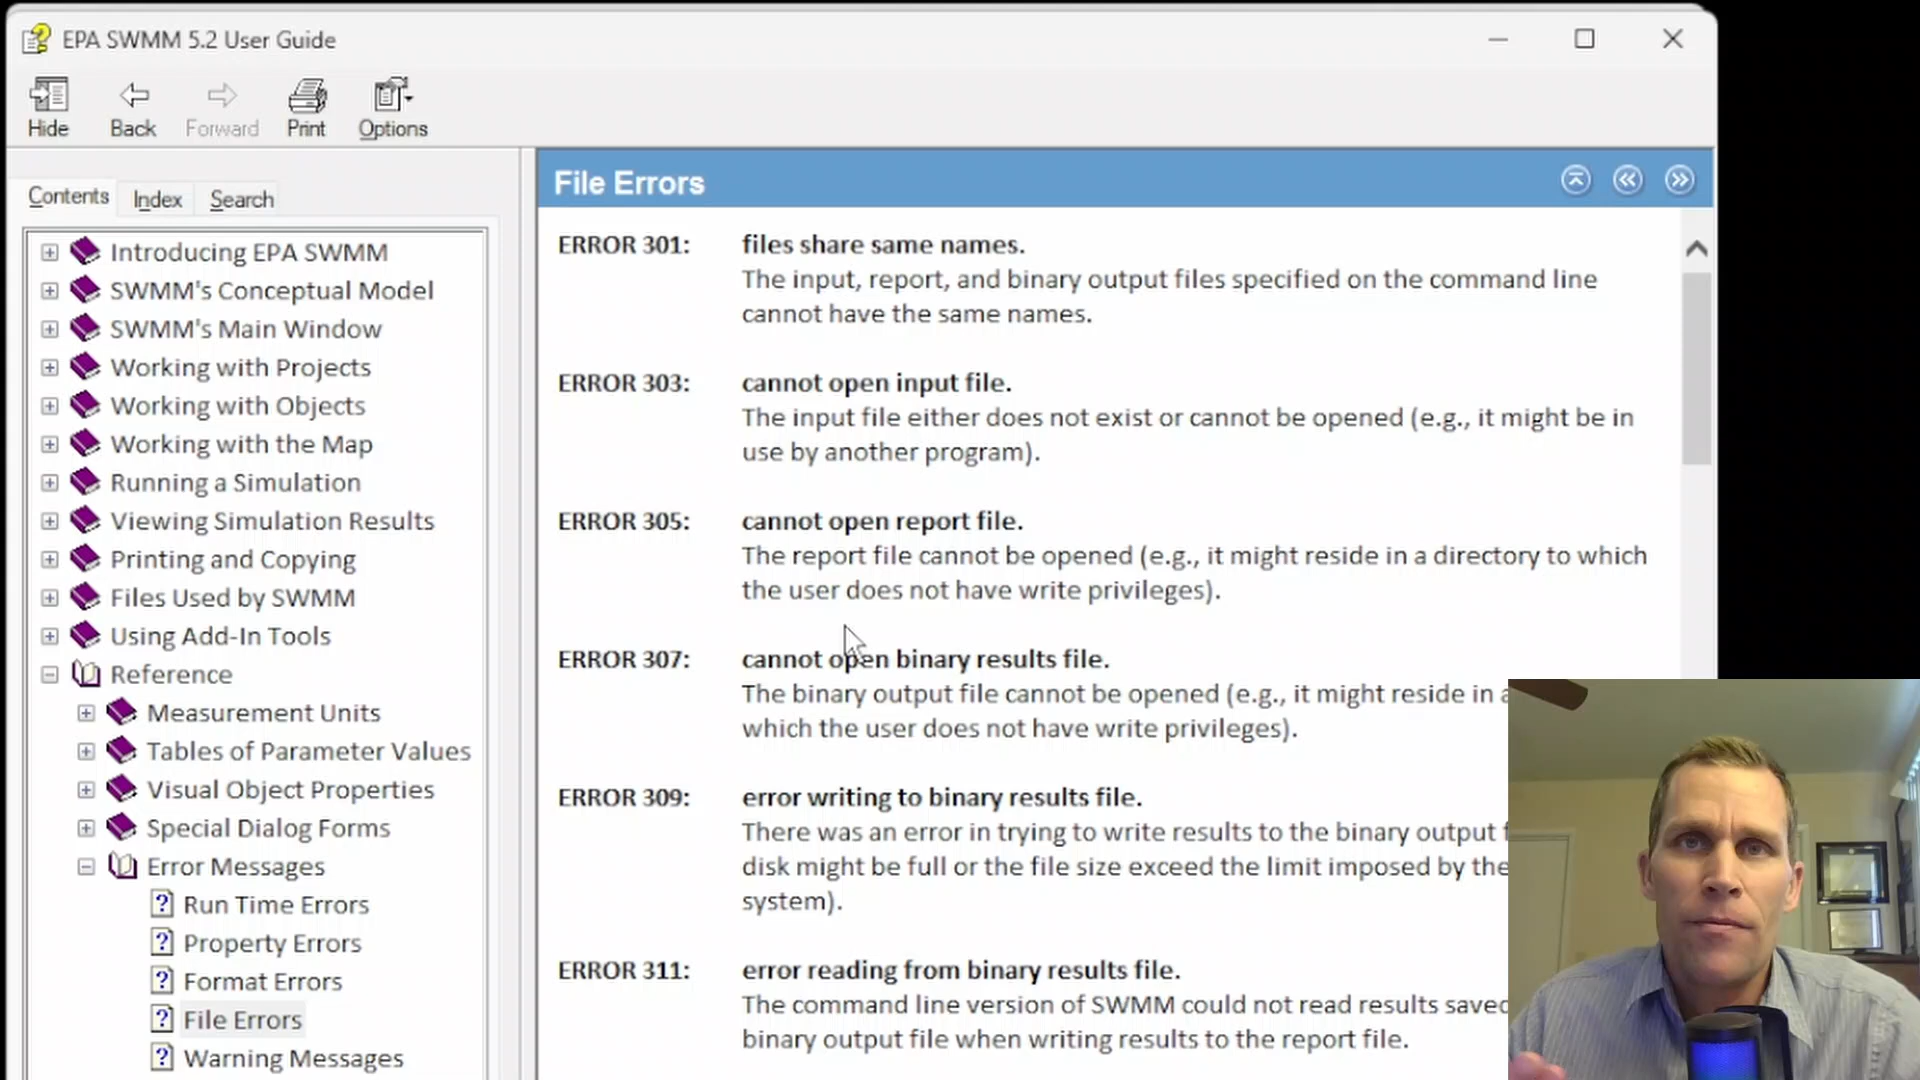 EPA SWMM 5.2 User Guide
Hide Back Forward Print Options
Contents Index Search
Introducing EPA SWMM
SWMM's Conceptual Model
SWMM's Main Window
Working with Projects
Working with Objects
Working with the Map
Running a Simulation
Viewing Simulation Results
Printing and Copying
Files Used by SWMM
Using Add-In Tools
Reference
Measurement Units
Tables of Parameter Values
Visual Object Properties
Special Dialog Forms
Error Messages
Run Time Errors
Property Errors
Format Errors
File Errors
Warning Messages
File Errors
ERROR 301: files share same names.
The input, report, and binary output files specified on the command line
cannot have the same names.
ERROR 303: cannot open input file.
The input file either does not exist or cannot be opened (e.g., it might be in
use by another program).
ERROR 305: cannot open report file.
The report file cannot be opened (e.g., it might reside in a directory to which
the user does not have write privileges).
ERROR 307: cannot open binary results file.
The binary output file cannot be opened (e.g., it might reside in a
which the user does not have write privileges).
ERROR 309: error writing to binary results file.
There was an error in trying to write results to the binary output
disk might be full or the file size exceed the limit imposed by the
system).
ERROR 311: error reading from binary results file.
The command line version of SWMM could not read results saved
binary output file when writing results to the report file.